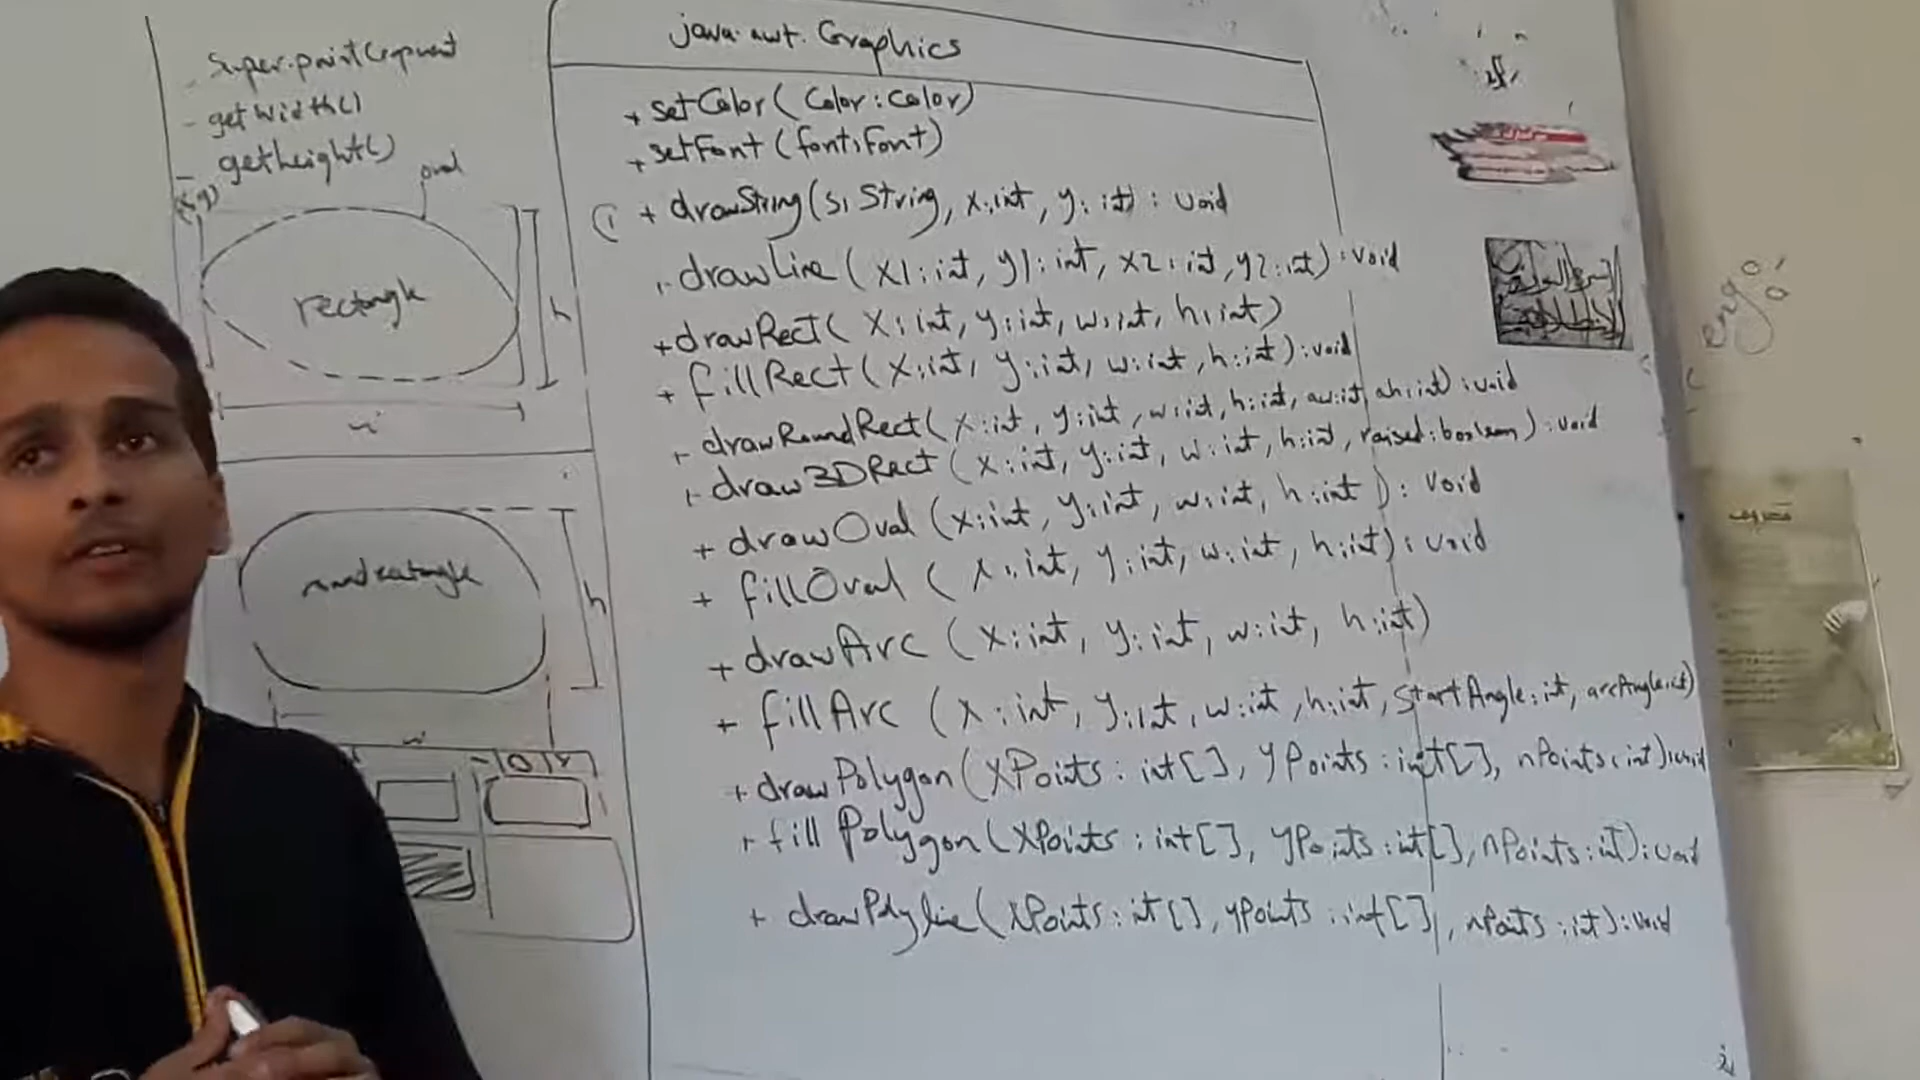 super.paintComponent
- getWidth()
- getheight()
(x,y)
oval
rectangle
h
w
roundrectangle
h
w
java.awt.Graphics
+ setColor(Color:Color)
+ setFont(font:Font)
+ drawString(s: String, x:int, y:int) : void
+ drawLine(x1:int, y1:int, x2:int, y2:int):void
+ drawRect(x:int, y:int, w:int, h:int)
+ fillRect(x:int, y:int, w:int, h:int):void
+ drawRoundRect(x:int, y:int, w:int, h:int, aw:int, ah:int):void
+ draw3DRect(x:int, y:int, w:int, h:int, raised:boolean):void
+ drawOval(x:int, y:int, w:int, h:int): void
+ fillOval(x:int, y:int, w:int, h:int): void
+ drawArc(x:int, y:int, w:int, h:int)
+ fillArc(x:int, y:int, w:int, h:int, startAngle:int, arcAngle:int)
+ drawPolygon(xPoints: int[], yPoints:int[], nPoints:int):void
+ fillPolygon(xPoints:int[], yPoints:int[], nPoints:int):void
+ drawPolyline(xPoints:int[], yPoints:int[], nPoints:int):void
eng